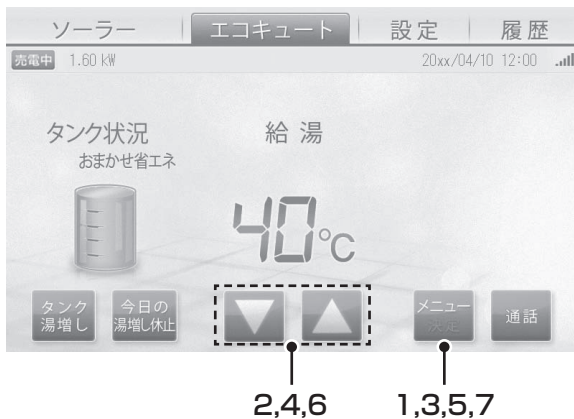 ソーラー エコキュート 設定 履歴
売電中 1.60 kW 20xx/04/10 12:00
タンク状況 給湯
おまかせ省エネ
40℃
タンク 今日の メニュー
湯増し 湯増し休止 ▼ ▲ 決定 通話
2,4,6 1,3,5,7